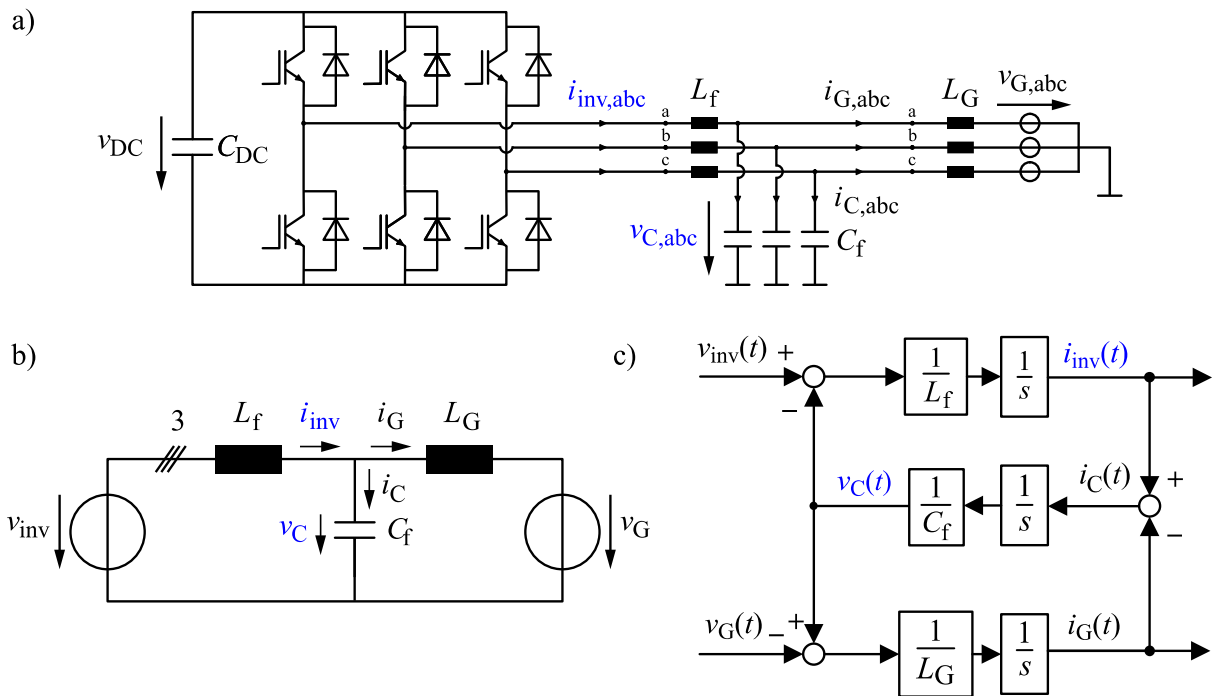 a)
i_inv,abc L_f i_G,abc L_G v_G,abc
a a
v_DC C_DC b b
c c
i_C,abc
v_C,abc C_f
b)
3 L_f i_inv i_G L_G
i_C
v_inv v_C C_f v_G
c)
v_inv(t) + 1/L_f 1/s i_inv(t)
−
v_C(t) 1/C_f 1/s i_C(t) +
−
v_G(t) − + 1/L_G 1/s i_G(t)